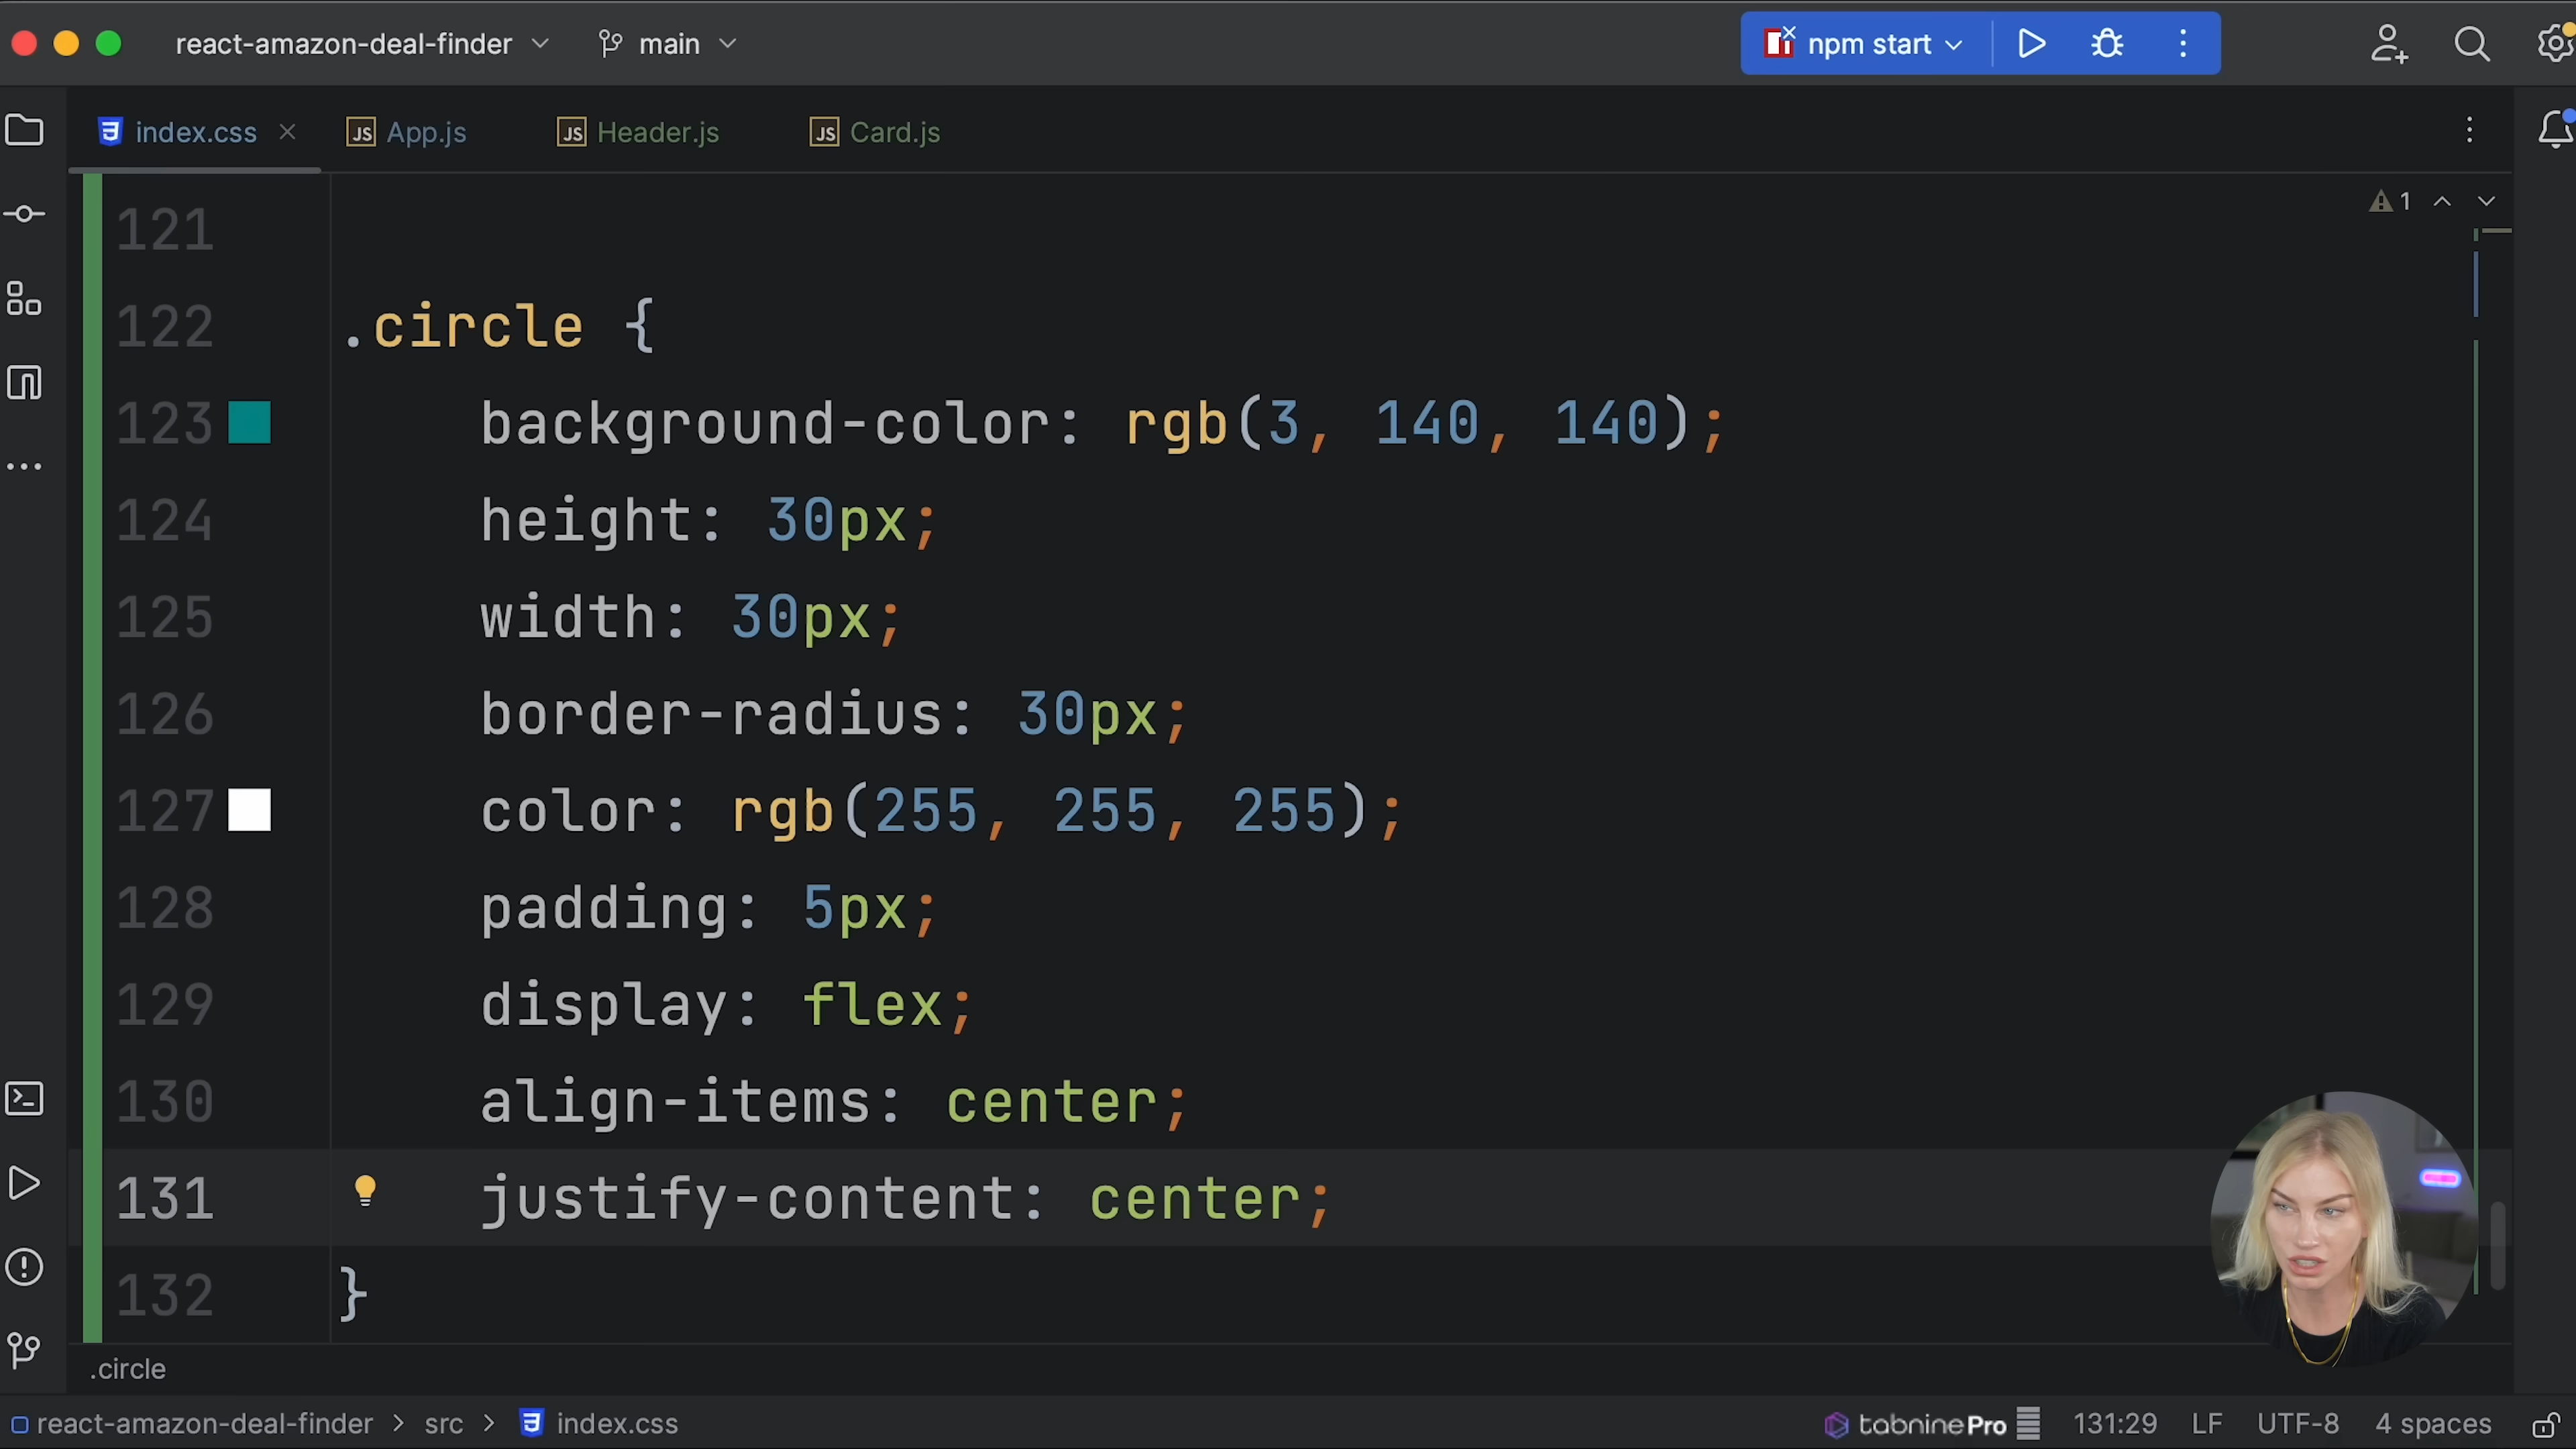 react-amazon-deal-finder main npm start
index.css App.js Header.js Card.js
1
121
122 .circle {
123 background-color: rgb(3, 140, 140);
124 height: 30px;
125 width: 30px;
126 border-radius: 30px;
127 color: rgb(255, 255, 255);
128 padding: 5px;
129 display: flex;
130 align-items: center;
131 justify-content: center;
132 }
.circle
react-amazon-deal-finder > src > index.css tabnine Pro 131:29 LF UTF-8 4 spaces